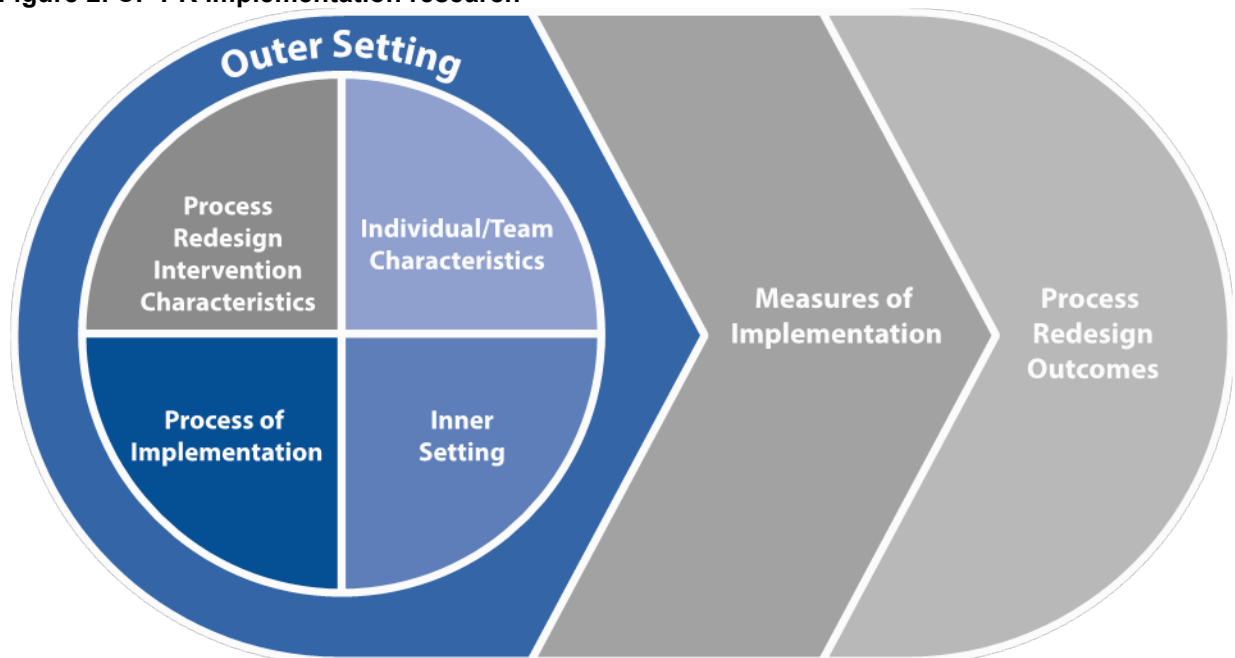 Outer Setting
Process
Redesign
Intervention
Characteristics
Individual/Team
Characteristics
Process of
Implementation
Inner
Setting
Measures of
Implementation
Process
Redesign
Outcomes